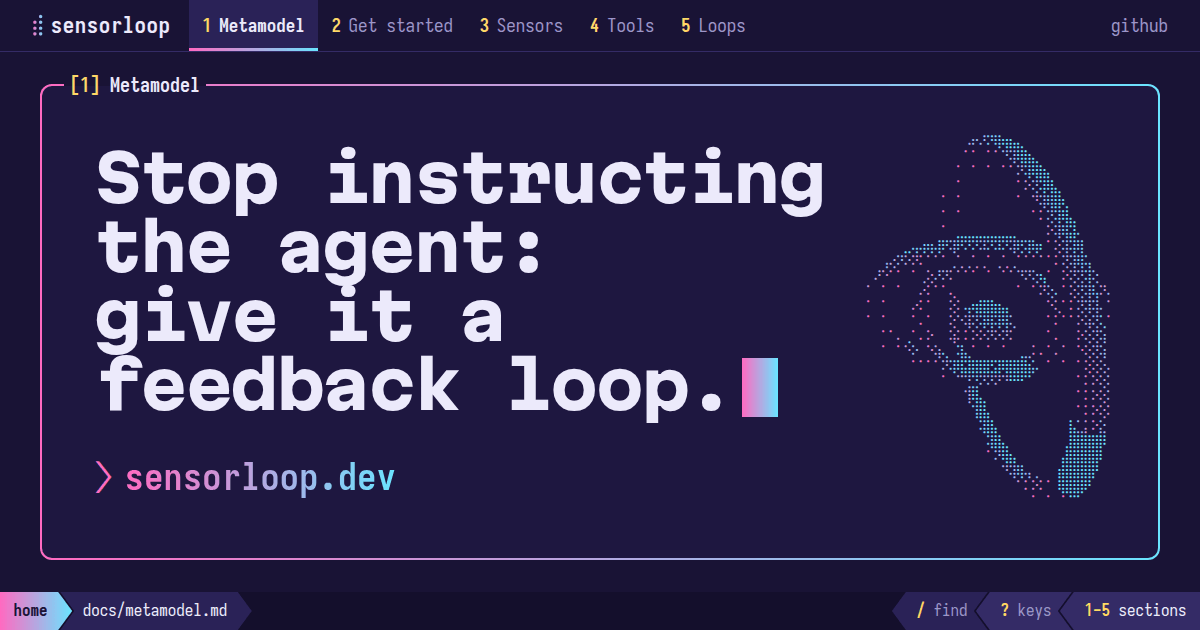 sensorloop 1 Metamodel 2 Get started 3 Sensors 4 Tools 5 Loops github
[1] Metamodel
Stop instructing
the agent:
give it a
feedback loop.
sensorloop.dev
home docs/metamodel.md / find ? keys 1-5 sections